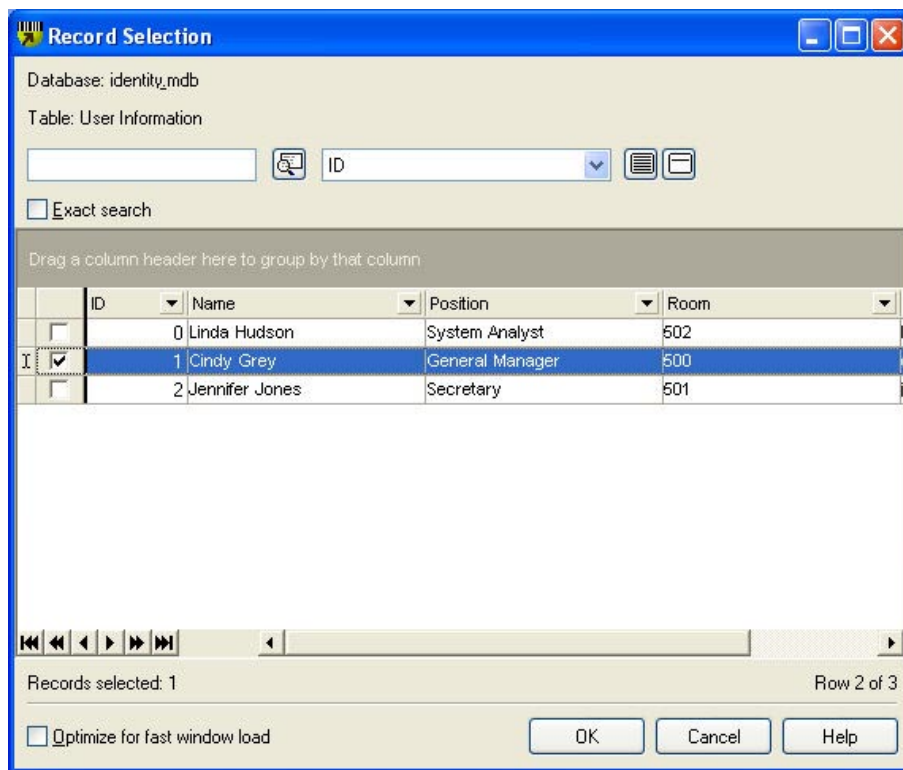 Record Selection
Database: identity.mdb
Table: User Information
ID
Exact search
Drag a column header here to group by that column
ID Name Position Room
0 Linda Hudson System Analyst 502
1 Cindy Grey General Manager 500
2 Jennifer Jones Secretary 501
Records selected: 1 Row 2 of 3
Optimize for fast window load OK Cancel Help